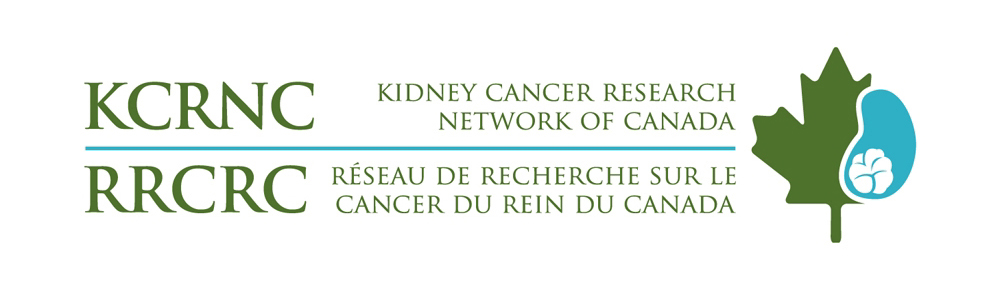 KCRNC
KIDNEY CANCER RESEARCH
NETWORK OF CANADA
RRCRC
RÉSEAU DE RECHERCHE SUR LE
CANCER DU REIN DU CANADA